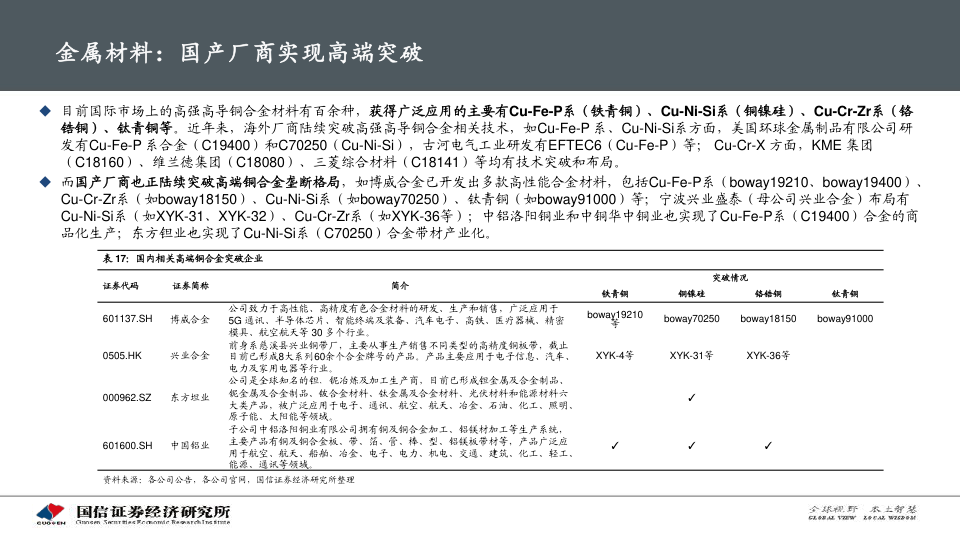 金属材料：国产厂商实现高端突破
目前国际市场上的高强高导铜合金材料有百余种，获得广泛应用的主要有Cu-Fe-P系（铁青铜）、Cu-Ni-Si系（铜镍硅）、Cu-Cr-Zr系（铬
锆铜）、钛青铜等。近年来，海外厂商陆续突破高强高导铜合金相关技术，如Cu-Fe-P 系、Cu-Ni-Si系方面，美国环球金属制品有限公司研
发有Cu-Fe-P 系合金（C19400）和C70250（Cu-Ni-Si），古河电气工业研发有EFTEC6（Cu-Fe-P）等； Cu-Cr-X 方面，KME 集团
（C18160）、维兰德集团（C18080）、三菱综合材料（C18141）等均有技术突破和布局。
而国产厂商也正陆续突破高端铜合金垄断格局，如博威合金已开发出多款高性能合金材料，包括Cu-Fe-P系（boway19210、boway19400）、
Cu-Cr-Zr系（如boway18150）、Cu-Ni-Si系（如boway70250）、钛青铜（如boway91000）等；宁波兴业盛泰（母公司兴业合金）布局有
Cu-Ni-Si系（如XYK-31、XYK-32）、Cu-Cr-Zr系（如XYK-36等）；中铝洛阳铜业和中铜华中铜业也实现了Cu-Fe-P系（C19400）合金的商
品化生产；东方钽业也实现了Cu-Ni-Si系（C70250）合金带材产业化。
表 17：国内相关高端铜合金突破企业
证券代码 证券简称 简介 突破情况
铁青铜 铜镍硅 铬锆铜 钛青铜
公司致力于高性能、高精度有色合金材料的研发、生产和销售，广泛应用于
601137.SH 博威合金 5G 通讯、半导体芯片、智能终端及装备、汽车电子、高铁、医疗器械、精密 boway19210等 boway70250 boway18150 boway91000
模具、航空航天等 30 多个行业。
前身系慈溪县兴业铜带厂，主要从事生产销售不同类型的高精度铜板带，截止
0505.HK 兴业合金 目前已形成8大系列60余个合金牌号的产品。产品主要应用于电子信息、汽车、 XYK-4等 XYK-31等 XYK-36等
电力及家用电器等行业。
公司是全球知名的钽、铌冶炼及加工生产商，目前已形成钽金属及合金制品、
000962.SZ 东方坦业 铌金属及合金制品、铍合金材料、钛金属及合金材料、光伏材料和能源材料六 ✓
大类产品，被广泛应用于电子、通讯、航空、航天、冶金、石油、化工、照明、
原子能、太阳能等领域。
子公司中铝洛阳铜业有限公司拥有铜及铜合金加工、铝镁材加工等生产系统，
601600.SH 中国铝业 主要产品有铜及铜合金板、带、箔、管、棒、型、铝镁板带材等，产品广泛应 ✓ ✓ ✓
用于航空、航天、船舶、冶金、电子、电力、机电、交通、建筑、化工、轻工、
能源、通讯等领域。
资料来源：各公司公告，各公司官网，国信证券经济研究所整理
GUOSEN 国信证券经济研究所
Guosen Securities Economic Research Institute
全球视野 本土智慧
GLOBAL VIEW LOCAL WISDOM